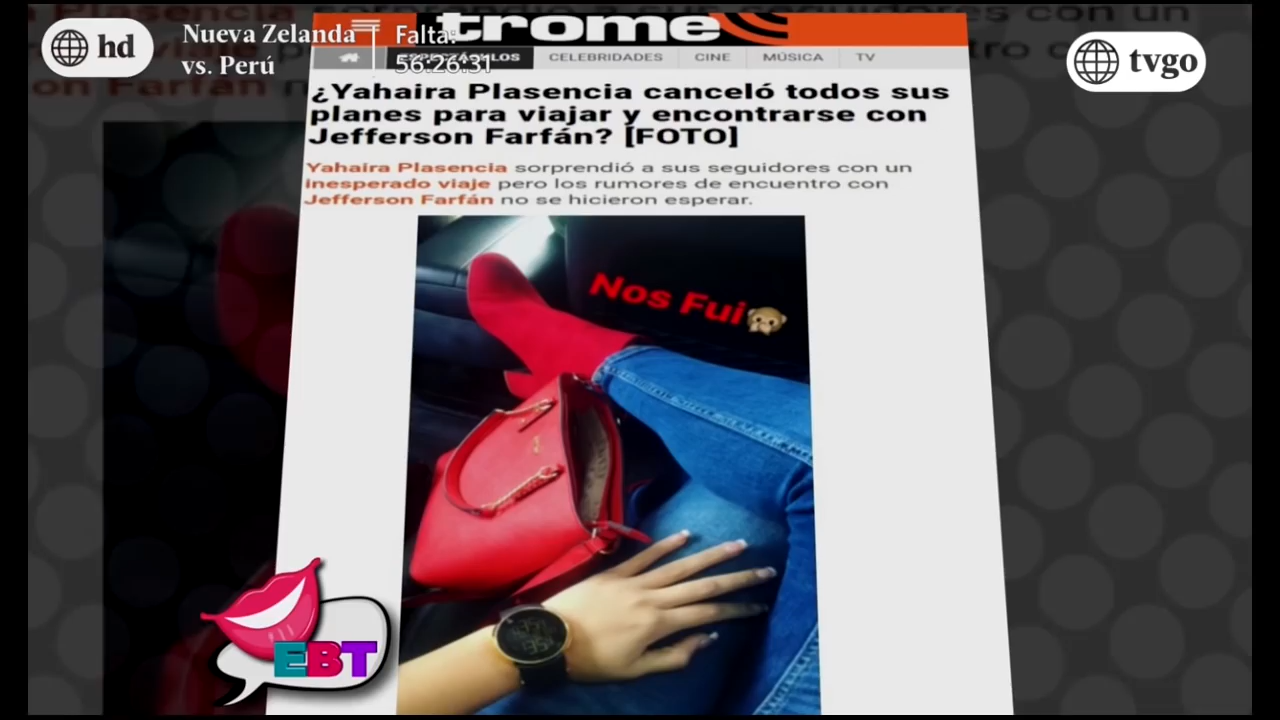 hd
Nueva Zelanda
vs. Perú
Falta:
56:26:31
tvgo
trome
ESPECTÁCULOS CELEBRIDADES CINE MÚSICA TV
¿Yahaira Plasencia canceló todos sus
planes para viajar y encontrarse con
Jefferson Farfán? [FOTO]
Yahaira Plasencia sorprendió a sus seguidores con un
inesperado viaje pero los rumores de encuentro con
Jefferson Farfán no se hicieron esperar.
Nos Fui
EBT